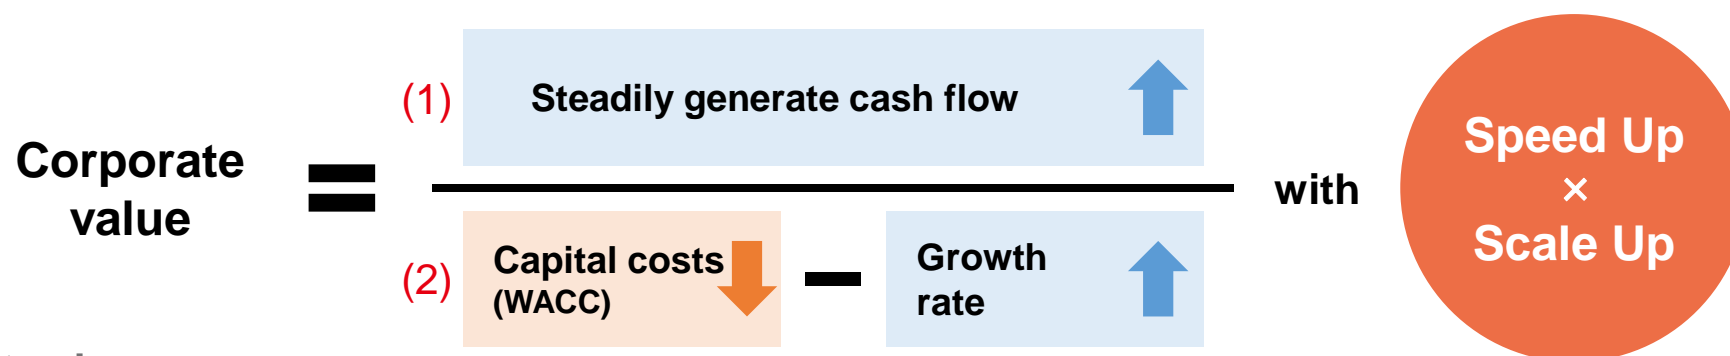 (1) Steadily generate cash flow
Corporate
value
=
with
Speed Up
×
Scale Up
(2) Capital costs
(WACC)
−
Growth
rate